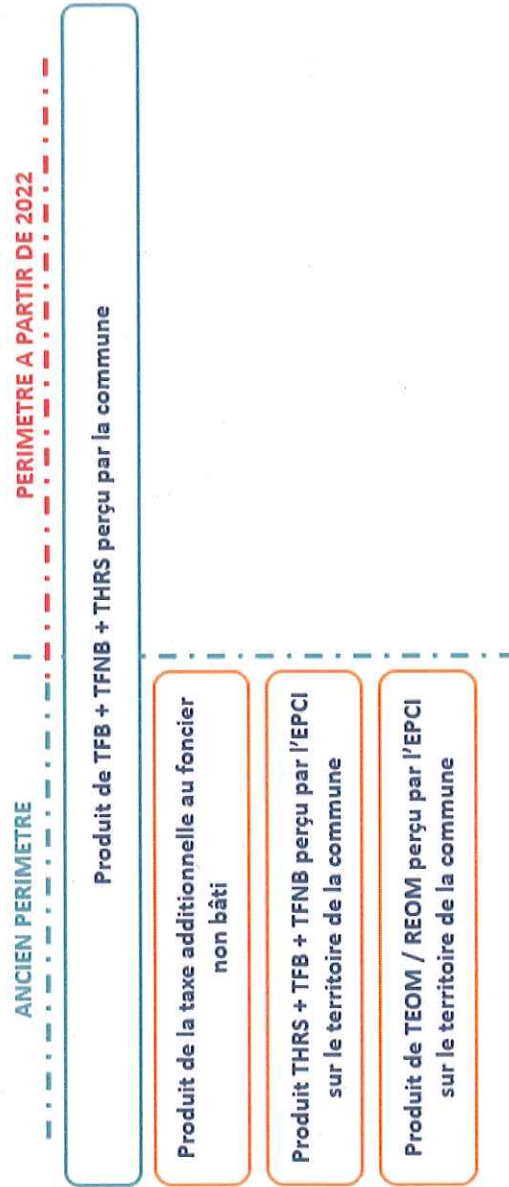 ANCIEN PERIMETRE
PERIMETRE A PARTIR DE 2022
Produit de TFB + TFNB + THRS perçu par la commune
Produit de la taxe additionnelle au foncier
non bâti
Produit THRS + TFB + TFNB perçu par l'EPCI
sur le territoire de la commune
Produit de TEOM / REOM perçu par l'EPCI
sur le territoire de la commune